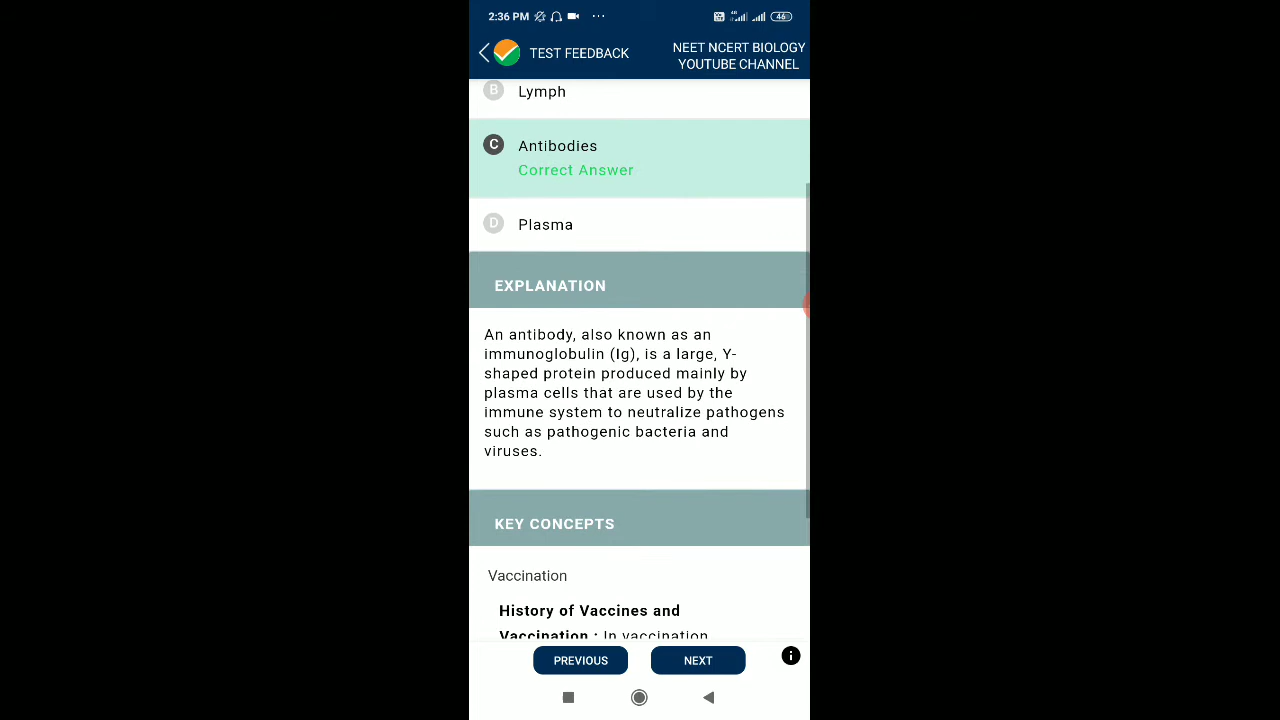 2:36 PM ... 4G 46
TEST FEEDBACK
NEET NCERT BIOLOGY
YOUTUBE CHANNEL
B Lymph
C Antibodies
Correct Answer
D Plasma
EXPLANATION
An antibody, also known as an
immunoglobulin (Ig), is a large, Y-
shaped protein produced mainly by
plasma cells that are used by the
immune system to neutralize pathogens
such as pathogenic bacteria and
viruses.
KEY CONCEPTS
Vaccination
History of Vaccines and
Vaccination : In vaccination
PREVIOUS NEXT i